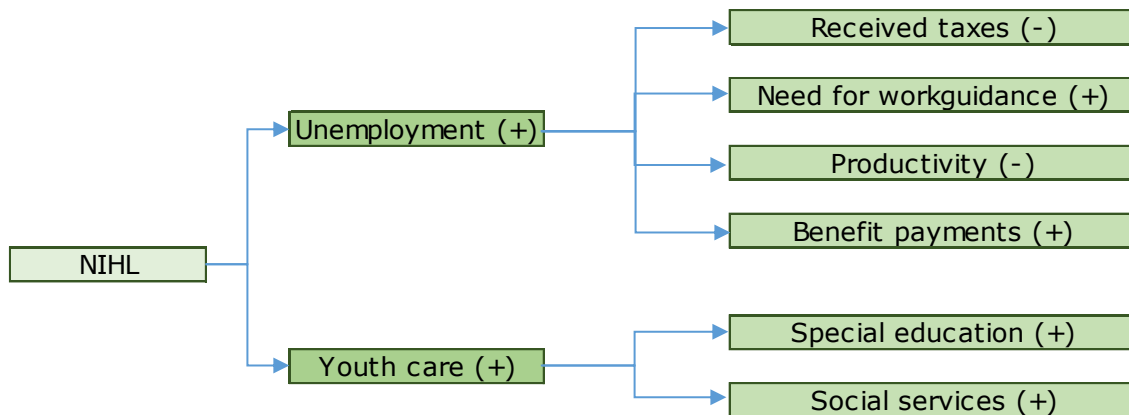 Received taxes (-)
Need for workguidance (+)
Unemployment (+)
Productivity (-)
Benefit payments (+)
NIHL
Special education (+)
Youth care (+)
Social services (+)